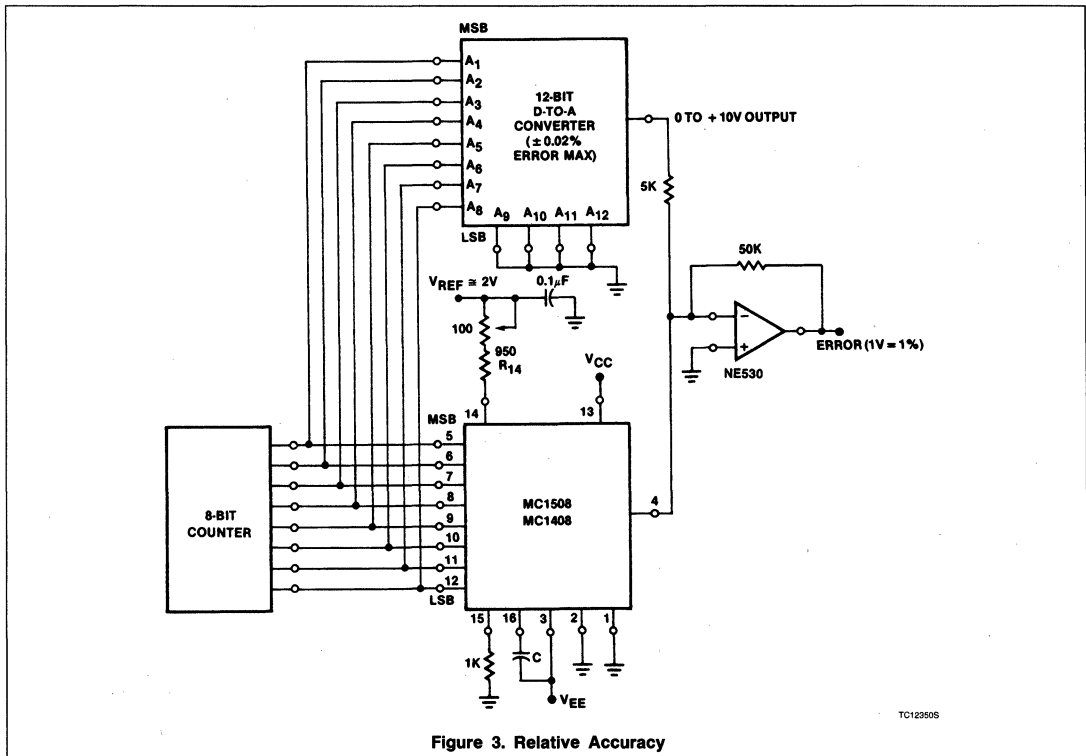 MSB
A1
A2
A3
A4
A5
A6
A7
A8
12-BIT
D-TO-A
CONVERTER
(±0.02%
ERROR MAX)
A9 A10 A11 A12
LSB
0 TO +10V OUTPUT
5K
50K
VREF ≅ 2V
0.1μF
100
950
R14
VCC
−
+
NE530
ERROR (1V = 1%)
14
13
MSB
5
6
7
8
9
10
11
12
LSB
8-BIT
COUNTER
MC1508
MC1408
4
15 16 3 2 1
1K
C
VEE
TC12350S
Figure 3. Relative Accuracy